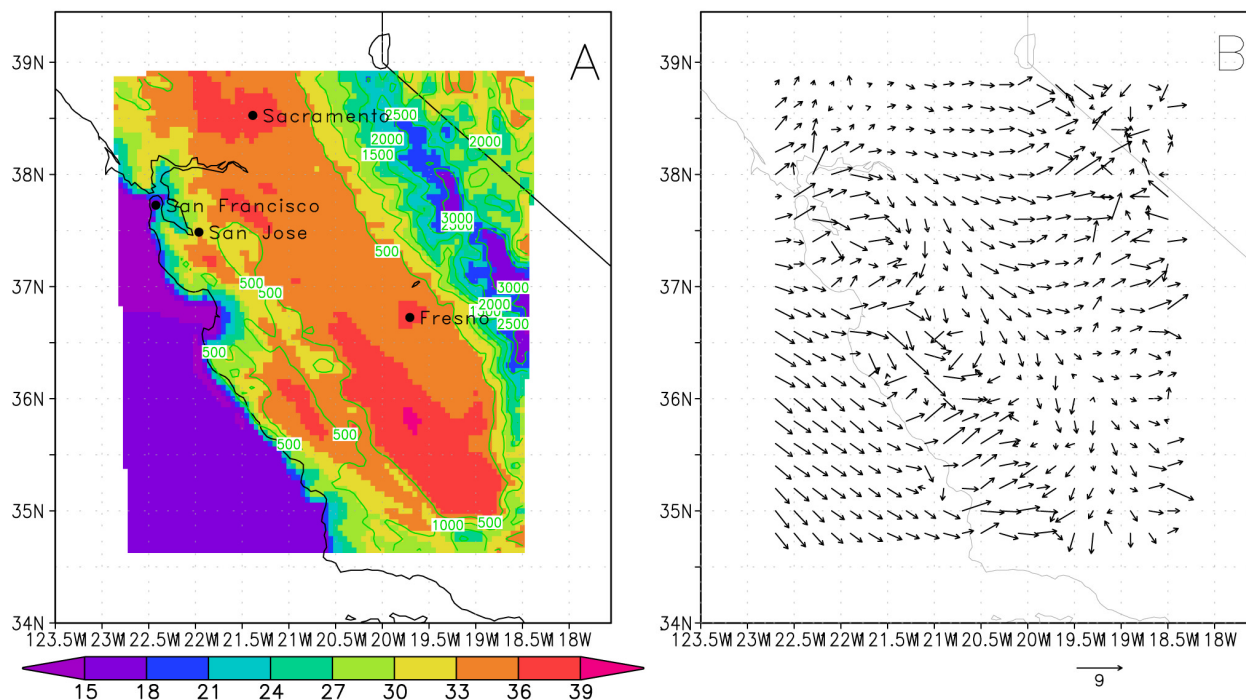 A
B
39N
38N
37N
36N
35N
34N
2500
2000
1500
2000
Sacramento
San Francisco
San Jose
3000
500
500
500
3000
2000
2500
Fresno
500
500
500
1000
500
123.5W
123W
22.5W
22W
21.5W
21W
20.5W
20W
19.5W
19W
18.5W
18W
15
18
21
24
27
30
33
36
39
39N
38N
37N
36N
35N
34N
123.5W
123W
22.5W
22W
21.5W
21W
20.5W
20W
19.5W
19W
18.5W
18W
9